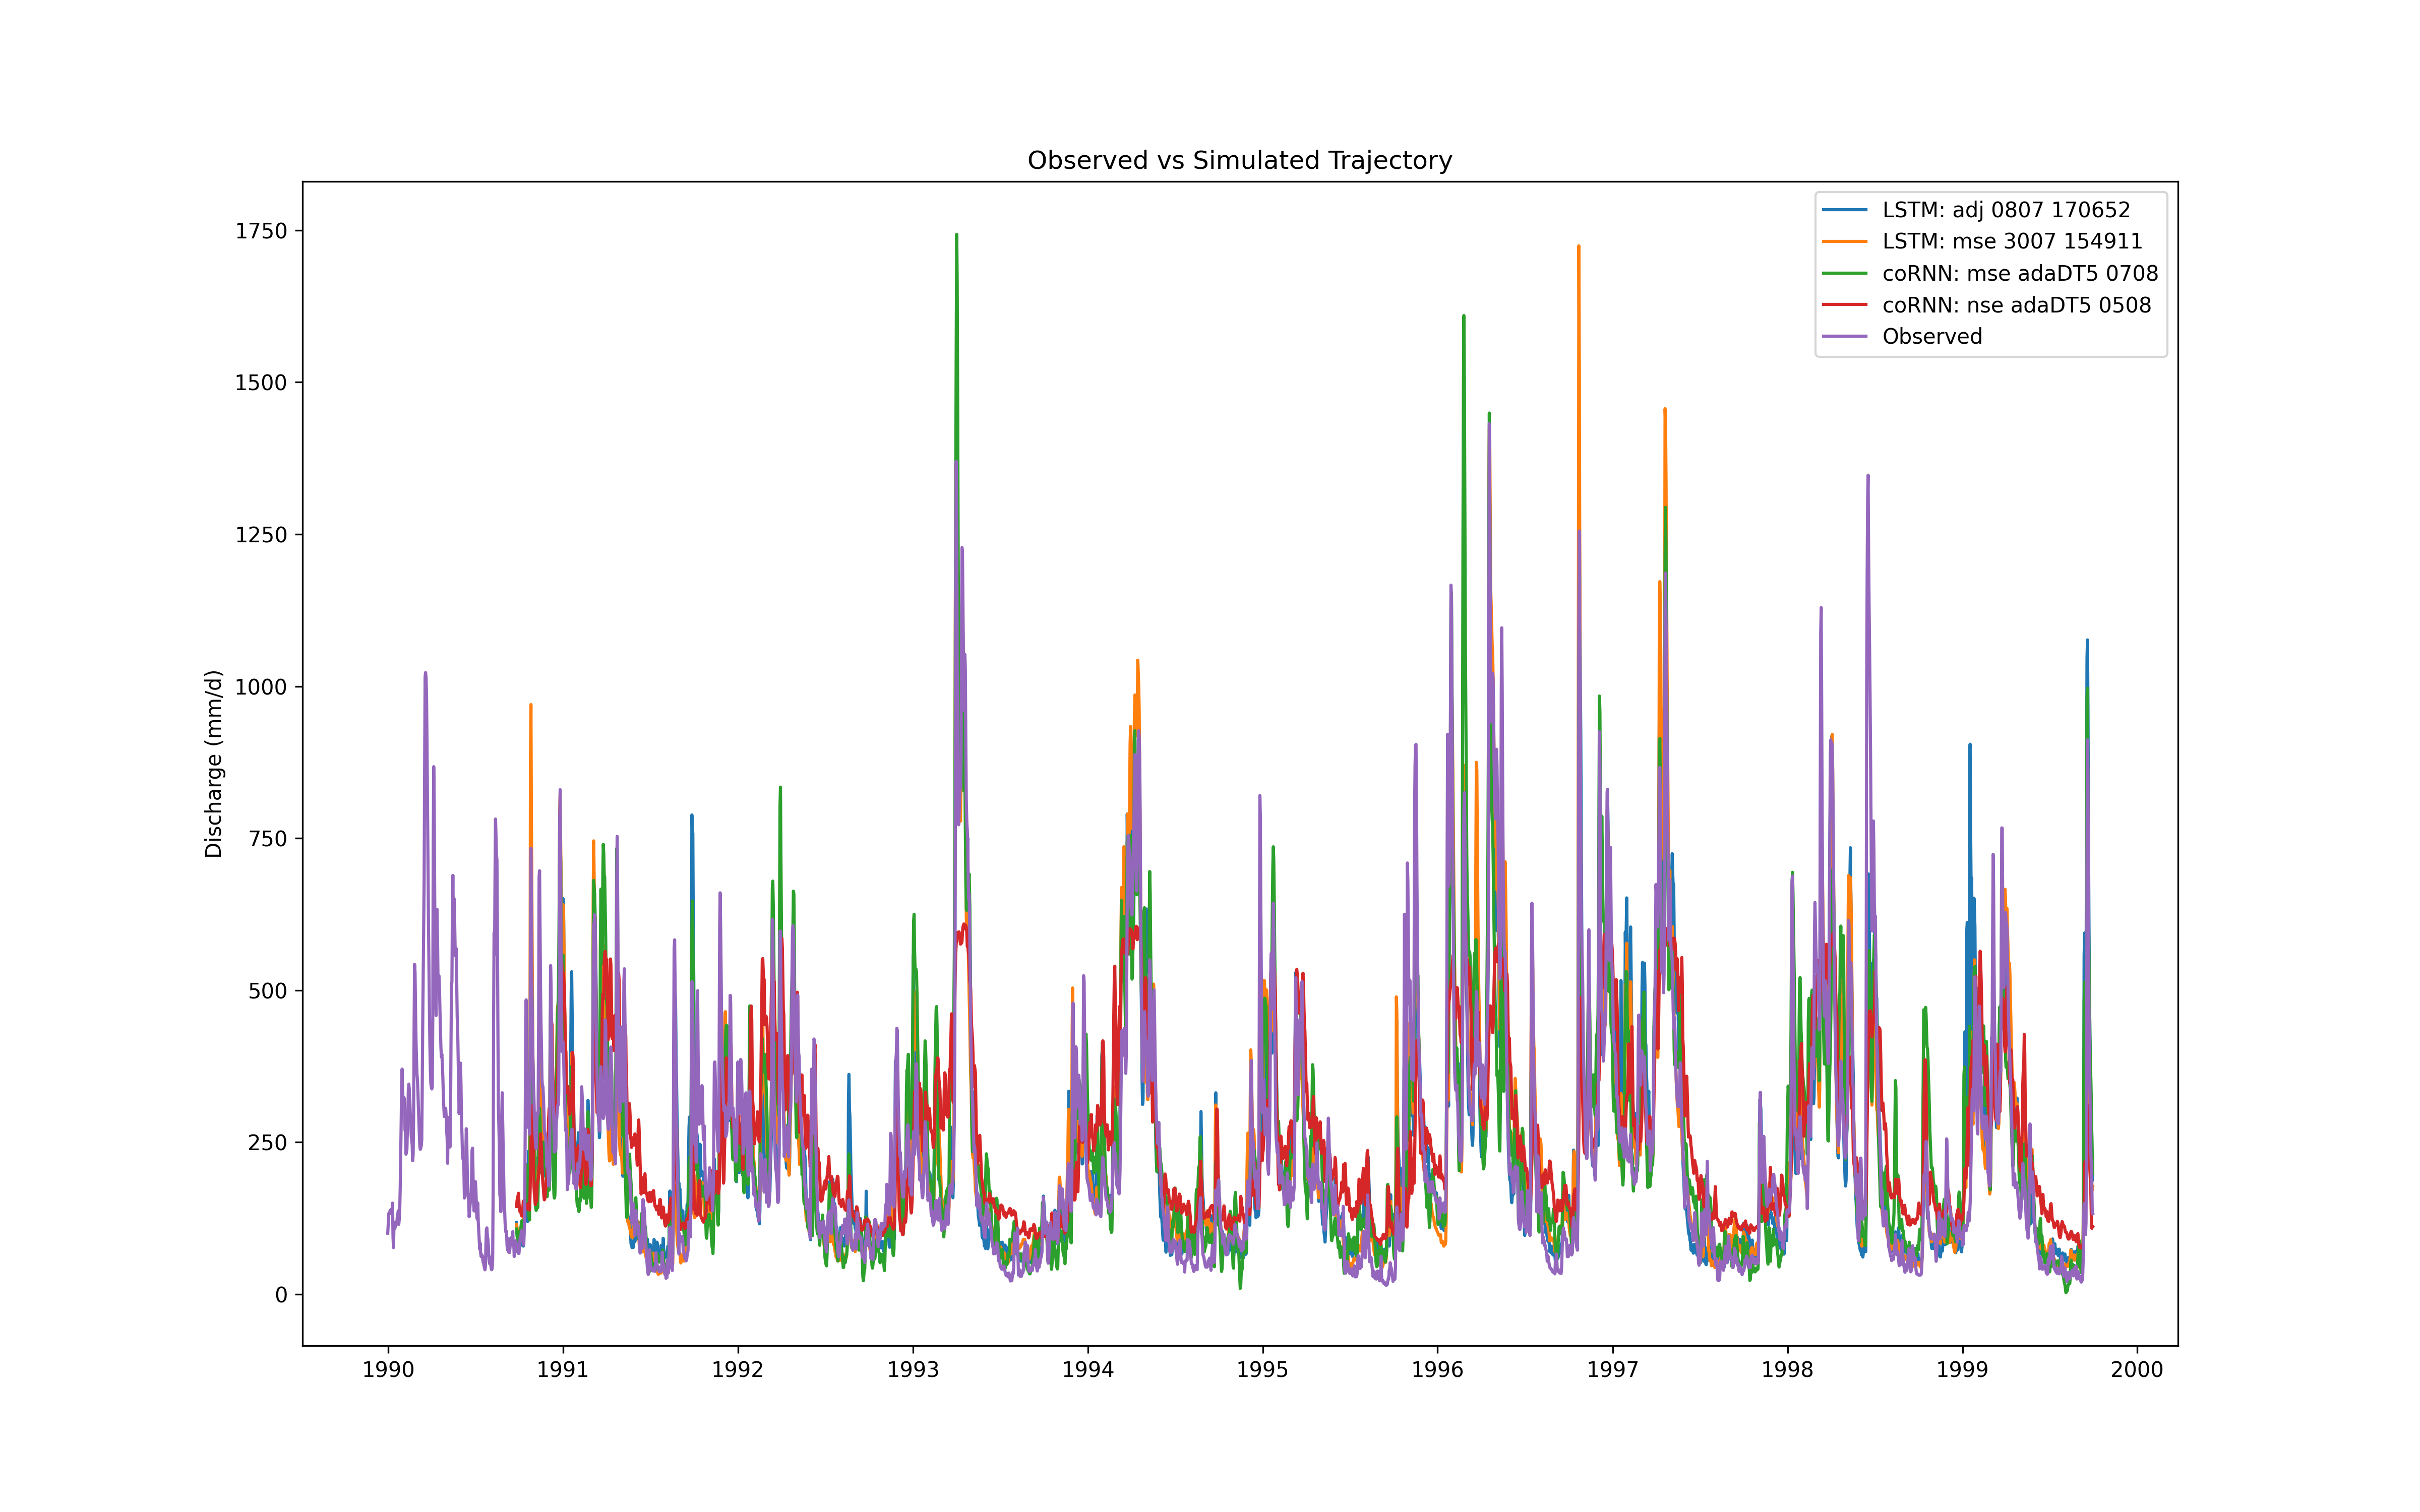 Observed vs Simulated Trajectory
LSTM: adj 0807 170652
LSTM: mse 3007 154911
coRNN: mse adaDT5 0708
coRNN: nse adaDT5 0508
Observed
Discharge (mm/d)
1750
1500
1250
1000
750
500
250
0
1990 1991 1992 1993 1994 1995 1996 1997 1998 1999 2000